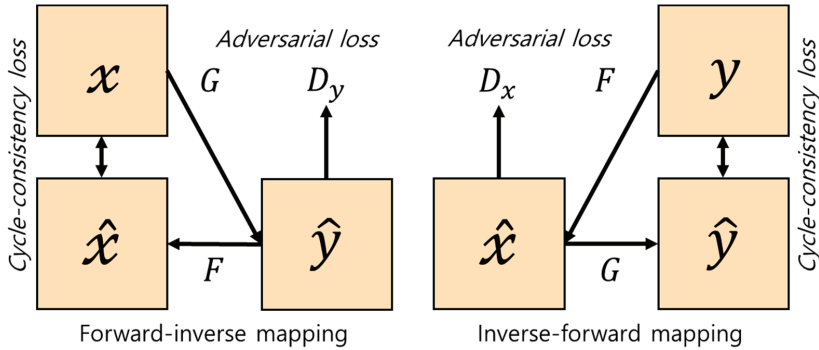 Cycle-consistency loss
x
G
Adversarial loss
D_y
x̂
F
ŷ
Forward-inverse mapping
Adversarial loss
D_x
F
y
Cycle-consistency loss
x̂
G
ŷ
Inverse-forward mapping